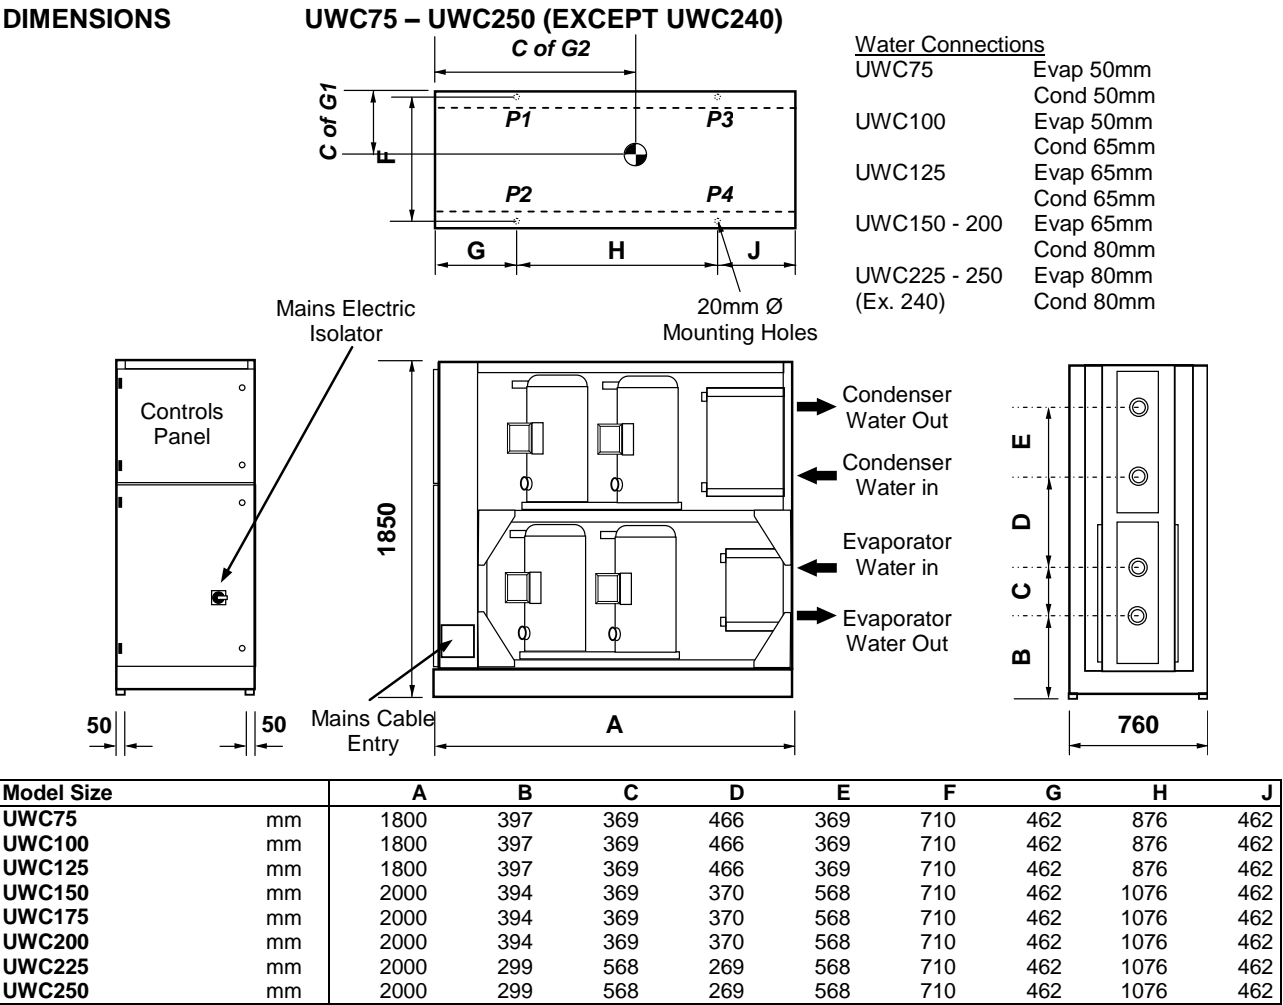 DIMENSIONS UWC75 – UWC250 (EXCEPT UWC240)
C of G2
C of G1
F
P1 P3
P2 P4
G H J
20mm Ø
Mounting Holes
Water Connections
UWC75 Evap 50mm
Cond 50mm
UWC100 Evap 50mm
Cond 65mm
UWC125 Evap 65mm
Cond 65mm
UWC150 - 200 Evap 65mm
Cond 80mm
UWC225 - 250 Evap 80mm
(Ex. 240) Cond 80mm
Mains Electric
Isolator
Controls
Panel
50 50
1850
Mains Cable
Entry
A
Condenser
Water Out
Condenser
Water in
Evaporator
Water in
Evaporator
Water Out
E
D
C
B
760
Model Size A B C D E F G H J
UWC75 mm 1800 397 369 466 369 710 462 876 462
UWC100 mm 1800 397 369 466 369 710 462 876 462
UWC125 mm 1800 397 369 466 369 710 462 876 462
UWC150 mm 2000 394 369 370 568 710 462 1076 462
UWC175 mm 2000 394 369 370 568 710 462 1076 462
UWC200 mm 2000 394 369 370 568 710 462 1076 462
UWC225 mm 2000 299 568 269 568 710 462 1076 462
UWC250 mm 2000 299 568 269 568 710 462 1076 462